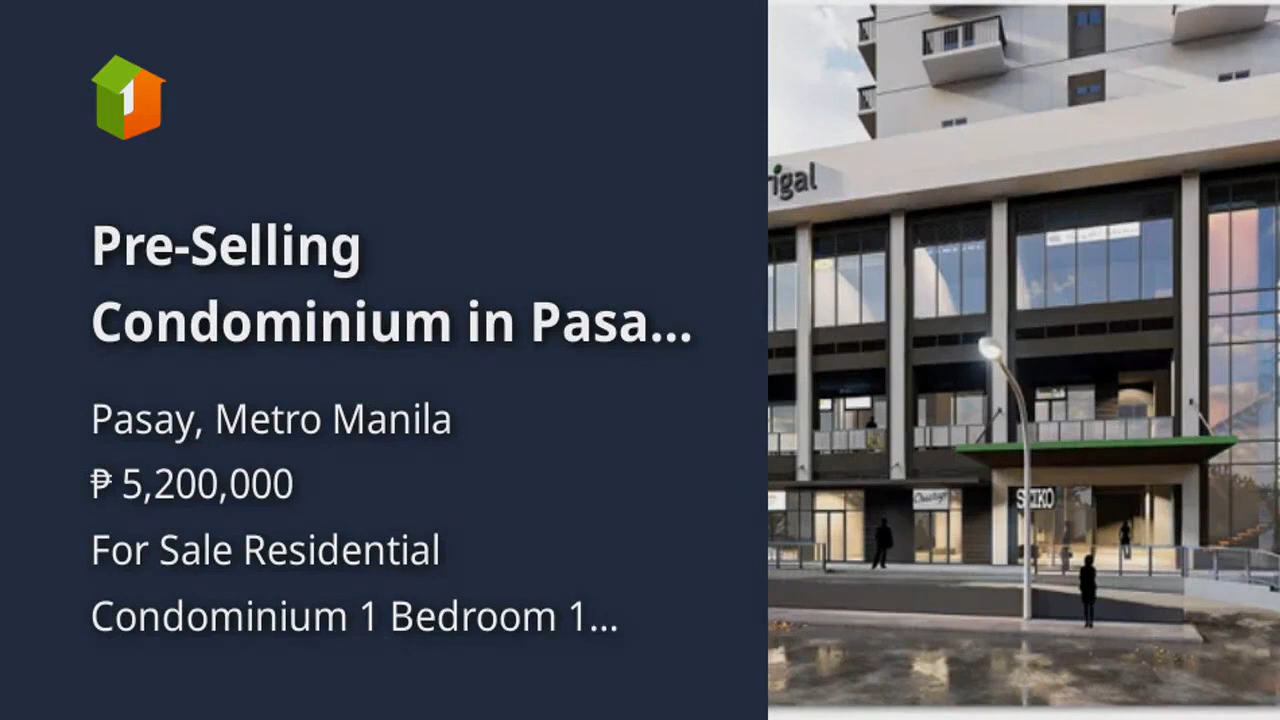 Pre-Selling
Condominium in Pasa...
Pasay, Metro Manila
₱ 5,200,000
For Sale Residential
Condominium 1 Bedroom 1...
rigal
SEIKO